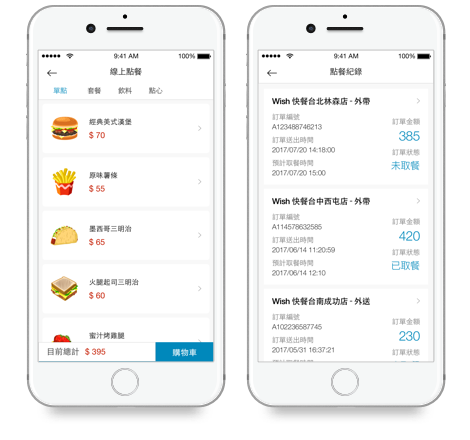 9:41 AM
100%
線上點餐
單點 套餐 飲料 點心
經典美式漢堡
$ 70
原味薯條
$ 55
墨西哥三明治
$ 65
火腿起司三明治
$ 60
蜜汁烤雞腿
目前總計 $ 395 購物車
9:41 AM
100%
點餐紀錄
Wish 快餐台北林森店 - 外帶
訂單編號
A123488746213
訂單送出時間
2017/07/20 14:18:00
預計取餐時間
2017/07/20 15:00
訂單金額
385
訂單狀態
未取餐
Wish 快餐台中西屯店 - 外帶
訂單編號
A114578632585
訂單送出時間
2017/06/14 11:20:59
預計取餐時間
2017/06/14 12:10
訂單金額
420
訂單狀態
已取餐
Wish 快餐台南成功店 - 外送
訂單編號
A102236587745
訂單送出時間
2017/05/31 16:37:21
訂單金額
230
訂單狀態